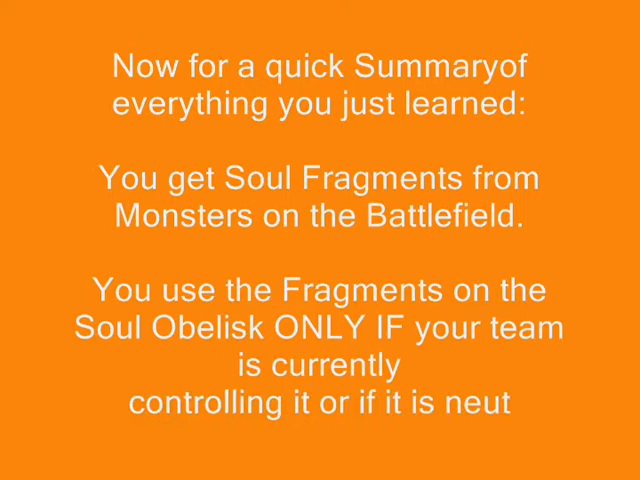 Now for a quick Summaryof
everything you just learned:
You get Soul Fragments from
Monsters on the Battlefield.
You use the Fragments on the
Soul Obelisk ONLY IF your team
is currently
controlling it or if it is neut